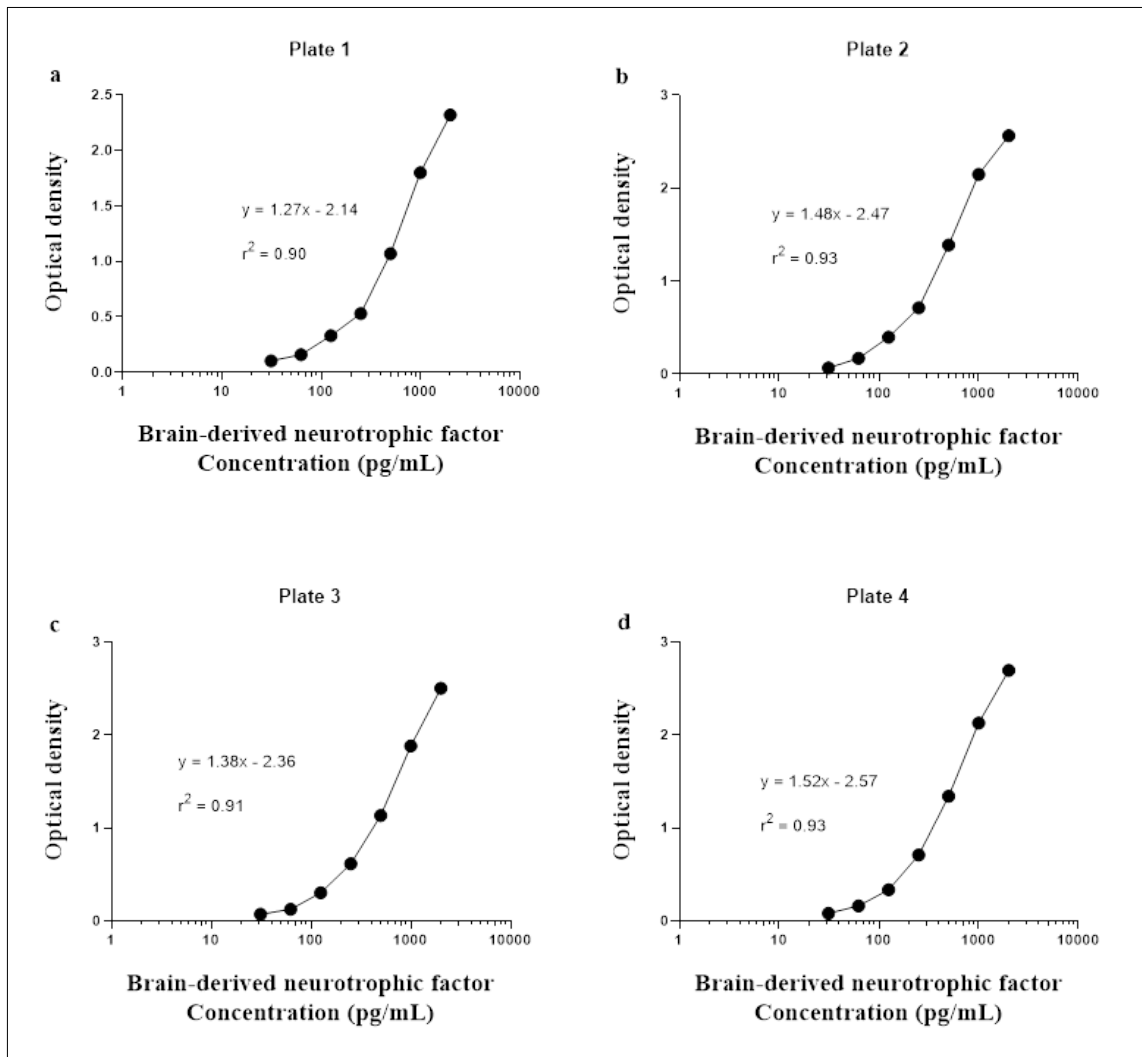 Plate 1
a
2.5
2.0
1.5
1.0
0.5
0.0
Optical density
y = 1.27x - 2.14
r² = 0.90
1 10 100 1000 10000
Brain-derived neurotrophic factor
Concentration (pg/mL)
Plate 2
b
3
2
1
0
Optical density
y = 1.48x - 2.47
r² = 0.93
1 10 100 1000 10000
Brain-derived neurotrophic factor
Concentration (pg/mL)
Plate 3
c
3
2
1
0
Optical density
y = 1.38x - 2.36
r² = 0.91
1 10 100 1000 10000
Brain-derived neurotrophic factor
Concentration (pg/mL)
Plate 4
d
3
2
1
0
Optical density
y = 1.52x - 2.57
r² = 0.93
1 10 100 1000 10000
Brain-derived neurotrophic factor
Concentration (pg/mL)